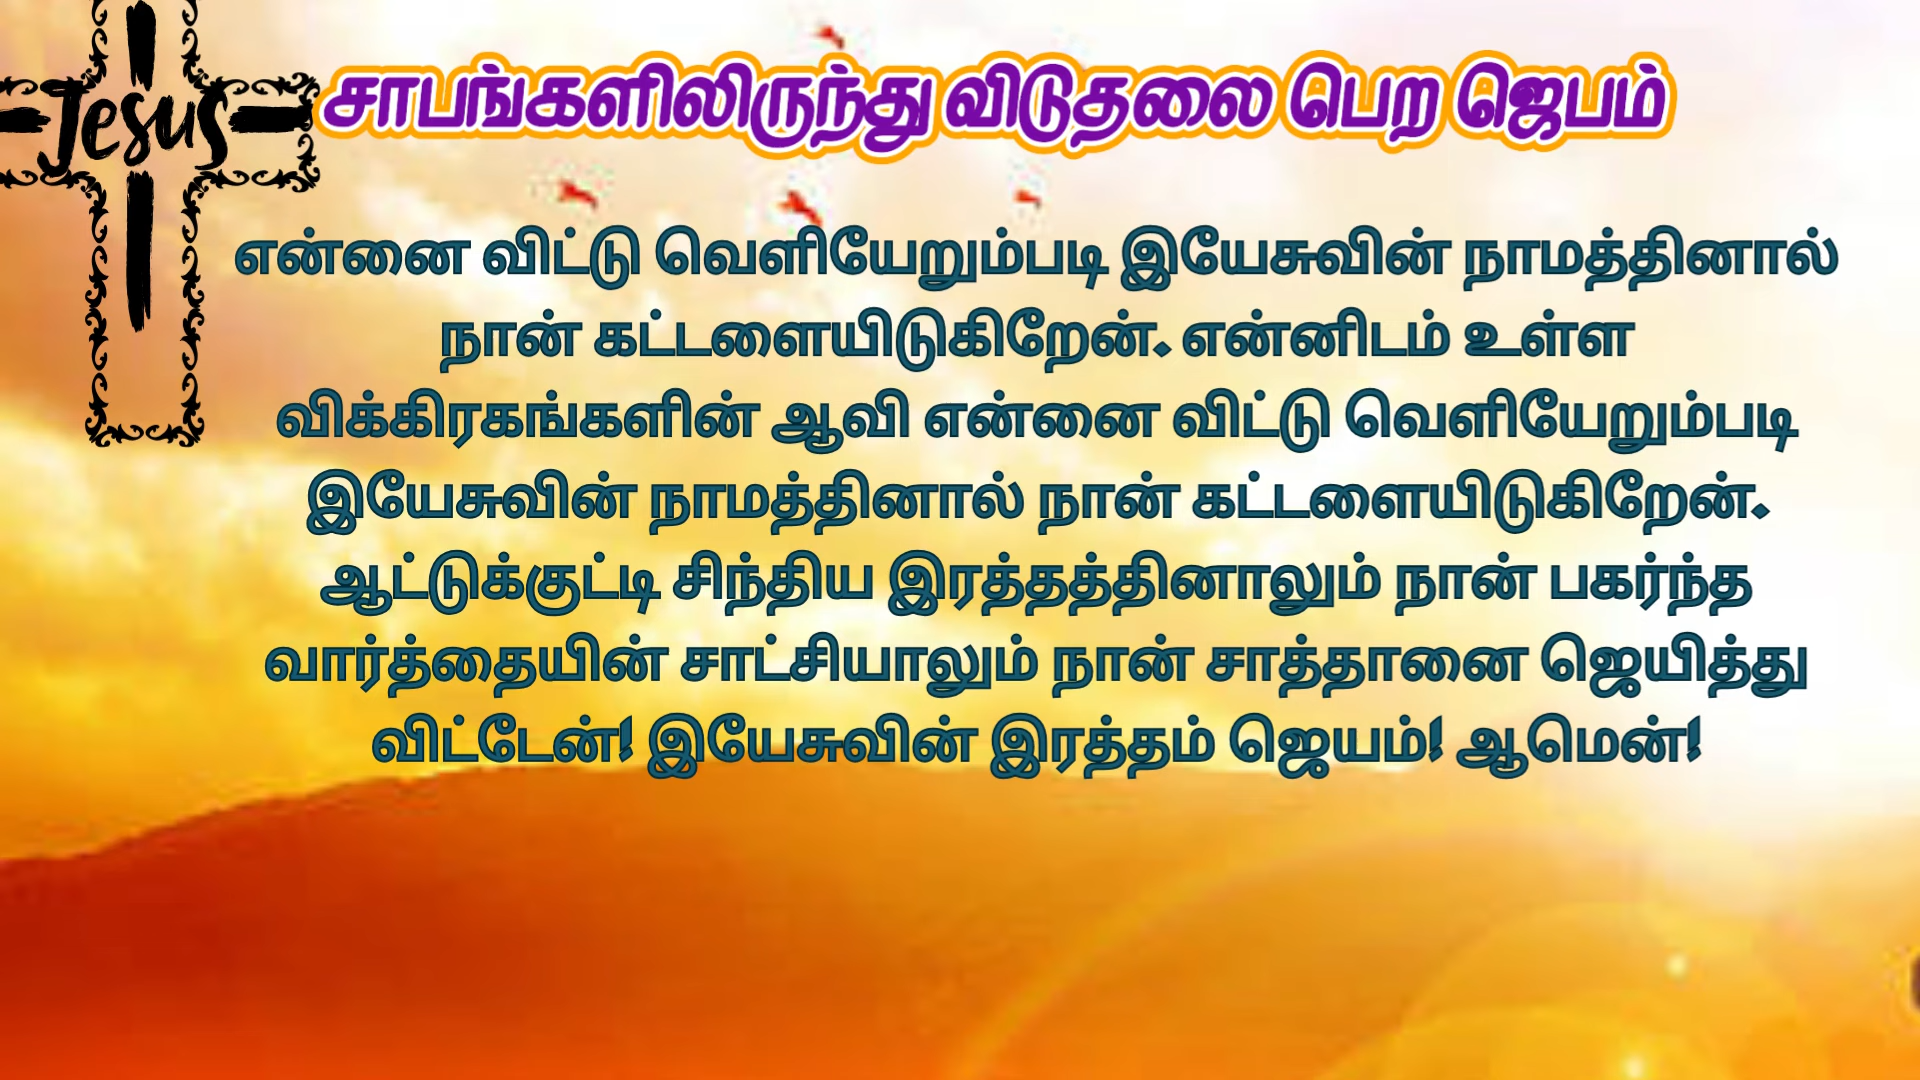 Jesus
சாபங்களிலிருந்து விடுதலை பெற ஜெபம்
என்னை விட்டு வெளியேறும்படி இயேசுவின் நாமத்தினால்
நான் கட்டளையிடுகிறேன். என்னிடம் உள்ள
விக்கிரகங்களின் ஆவி என்னை விட்டு வெளியேறும்படி
இயேசுவின் நாமத்தினால் நான் கட்டளையிடுகிறேன்.
ஆட்டுக்குட்டி சிந்திய இரத்தத்தினாலும் நான் பகர்ந்த
வார்த்தையின் சாட்சியாலும் நான் சாத்தானை ஜெயித்து
விட்டேன்! இயேசுவின் இரத்தம் ஜெயம்! ஆமென்!